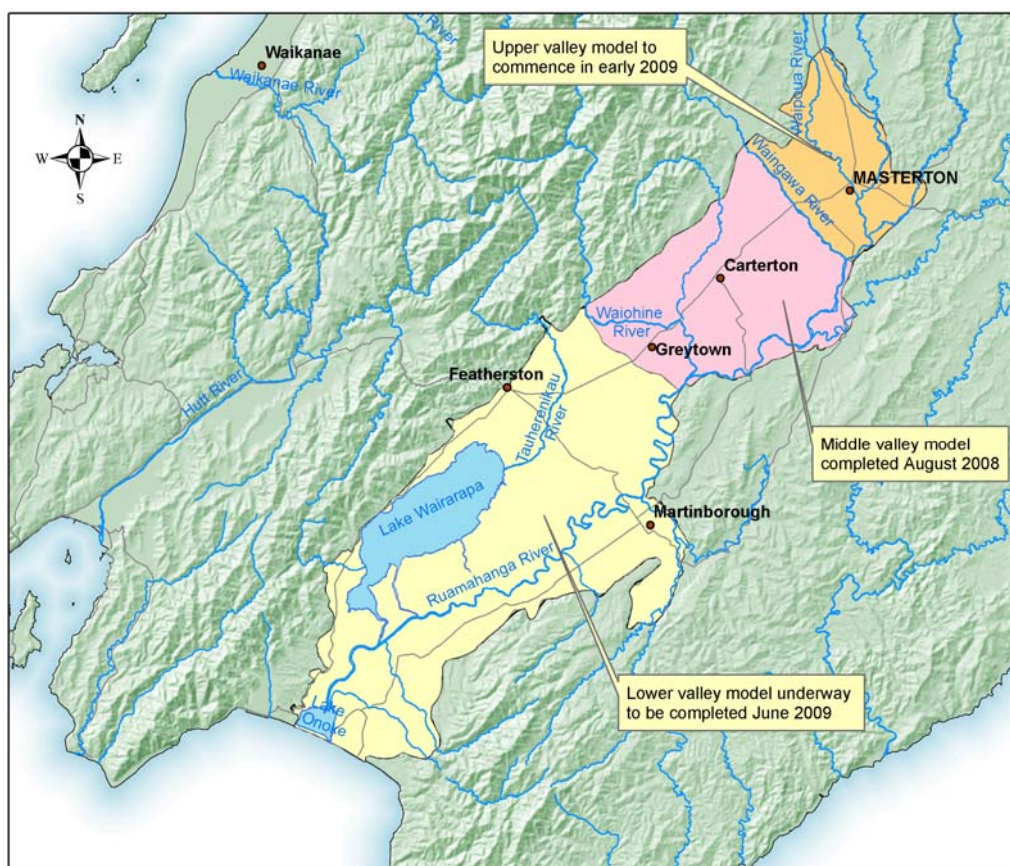 Upper valley model to
commence in early 2009
Waikanae
Waikanae River
River
Waipoua River
N
W
E
S
Waingawa River
MASTERTON
Carterton
Waiohine
River
Greytown
Featherston
Hutt River
Tauherenikau
River
Middle valley model
completed August 2008
Lake Wairarapa
Martinborough
Ruamahanga River
Lower valley model underway
to be completed June 2009
Lake
Onoke